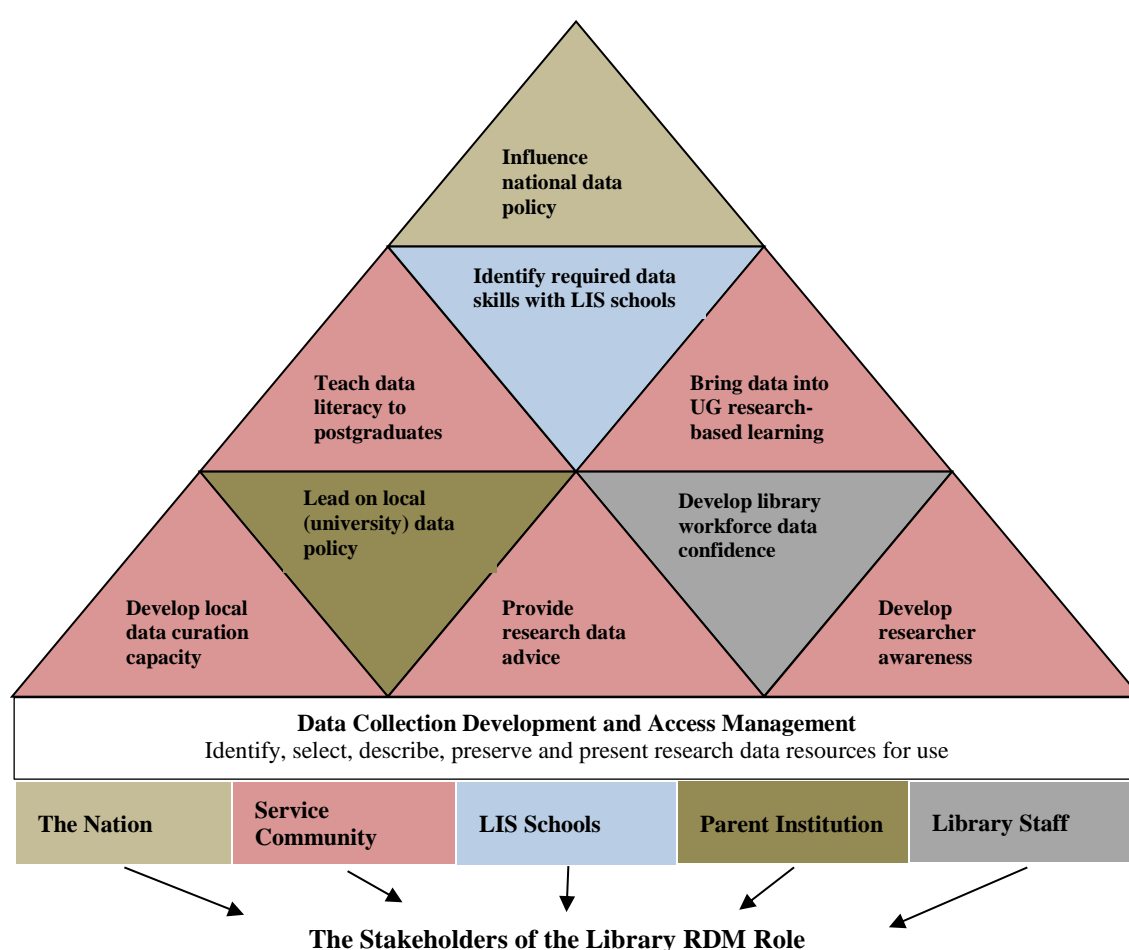 Influence
national data
policy
Identify required data
skills with LIS schools
Teach data
literacy to
postgraduates
Bring data into
UG research-
based learning
Lead on local
(university) data
policy
Develop library
workforce data
confidence
Develop local
data curation
capacity
Provide
research data
advice
Develop
researcher
awareness
Data Collection Development and Access Management
Identify, select, describe, preserve and present research data resources for use
The Nation
Service
Community
LIS Schools
Parent Institution
Library Staff
The Stakeholders of the Library RDM Role